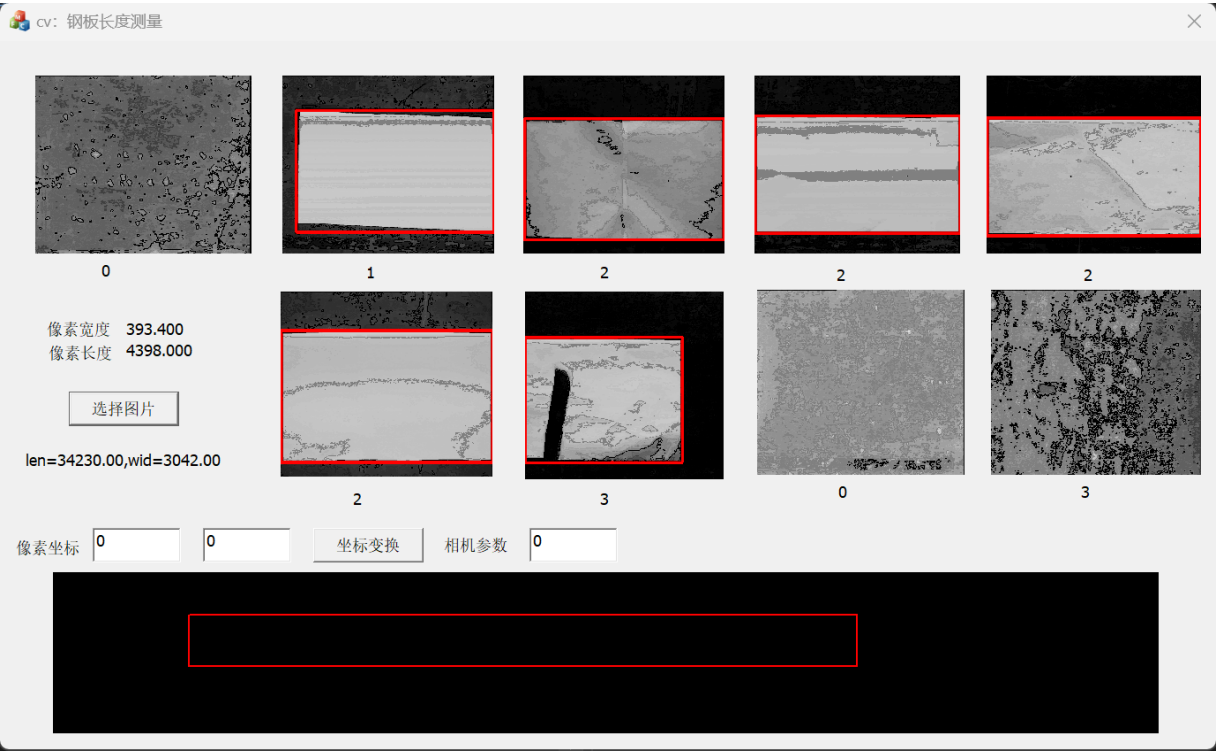 cv：钢板长度测量
0
1
2
2
2
像素宽度 393.400
像素长度 4398.000
选择图片
len=34230.00,wid=3042.00
2
3
0
3
像素坐标 0 0 坐标变换 相机参数 0